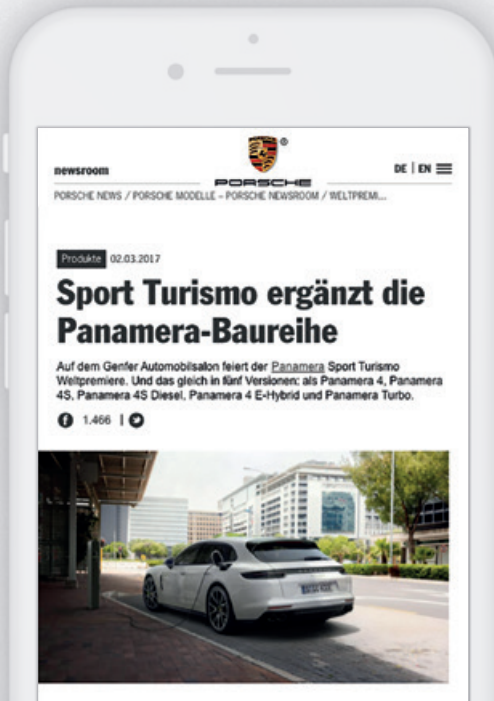 newsroom
PORSCHE
DE | EN
PORSCHE NEWS / PORSCHE MODELLE – PORSCHE NEWSROOM / WELTPREMI...
Produkte 02.03.2017
Sport Turismo ergänzt die
Panamera-Baureihe
Auf dem Genfer Automobilsalon feiert der Panamera Sport Turismo
Weltpremiere. Und das gleich in fünf Versionen: als Panamera 4, Panamera
4S, Panamera 4S Diesel, Panamera 4 E-Hybrid und Panamera Turbo.
1.466 |